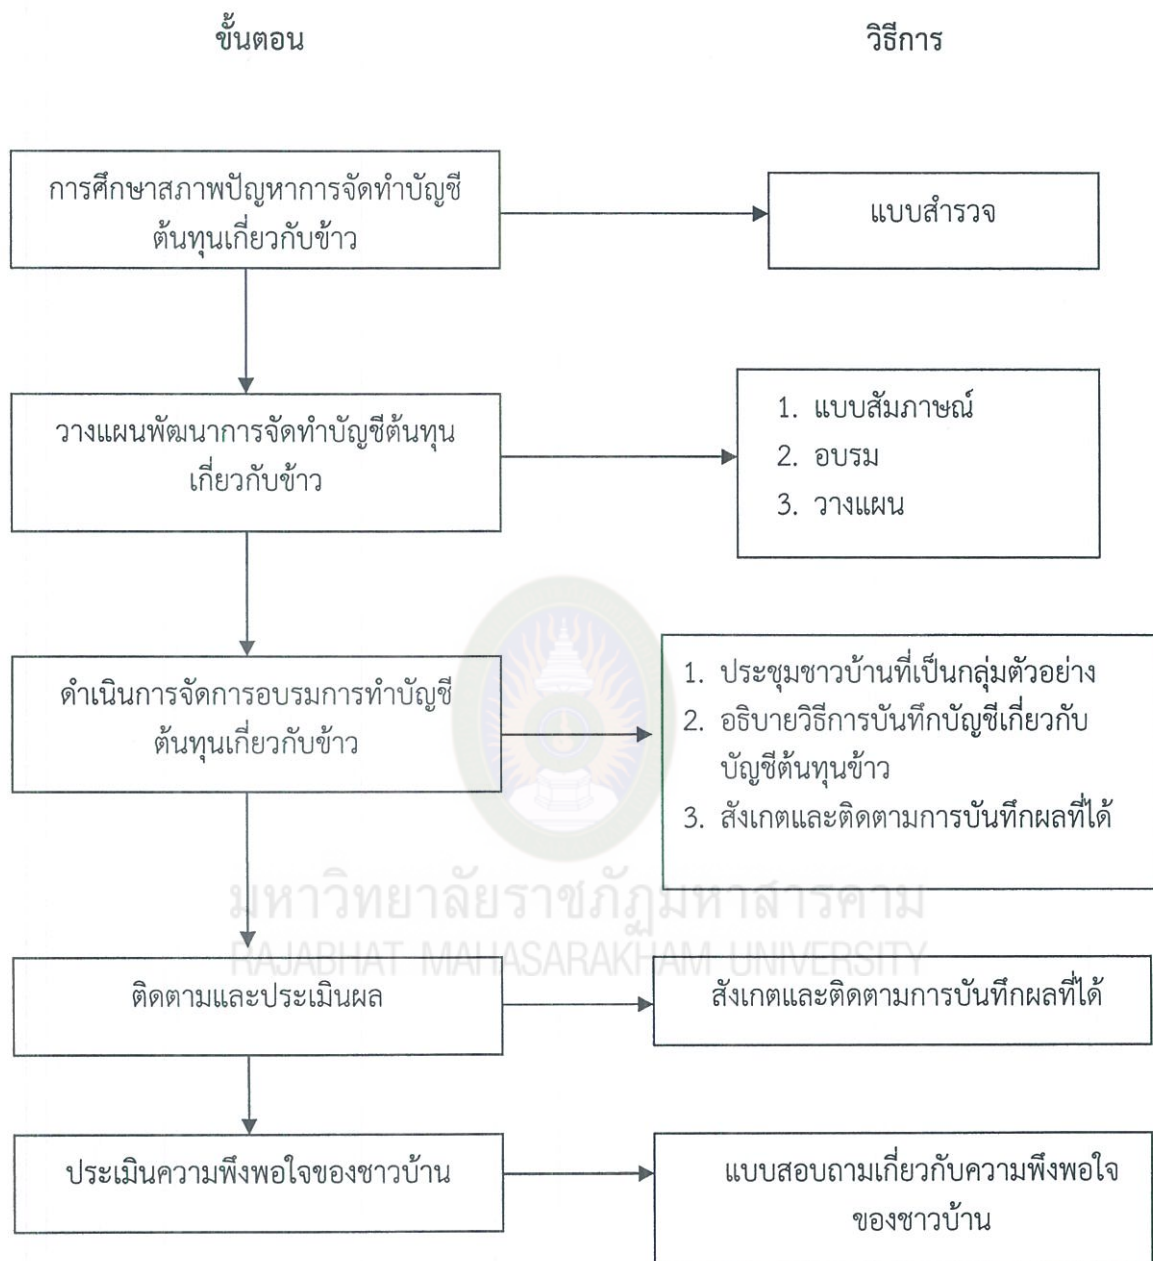 ขั้นตอน
วิธีการ
การศึกษาสภาพปัญหาการจัดทำบัญชี
ต้นทุนเกี่ยวกับข้าว
แบบสำรวจ
วางแผนพัฒนาการจัดทำบัญชีต้นทุน
เกี่ยวกับข้าว
1. แบบสัมภาษณ์
2. อบรม
3. วางแผน
ดำเนินการจัดการอบรมการทำบัญชี
ต้นทุนเกี่ยวกับข้าว
1. ประชุมชาวบ้านที่เป็นกลุ่มตัวอย่าง
2. อธิบายวิธีการบันทึกบัญชีเกี่ยวกับ
บัญชีต้นทุนข้าว
3. สังเกตและติดตามการบันทึกผลที่ได้
มหาวิทยาลัยราชภัฏมหาสารคาม
RAJABHAT MAHASARAKHAM UNIVERSITY
ติดตามและประเมินผล
สังเกตและติดตามการบันทึกผลที่ได้
ประเมินความพึงพอใจของชาวบ้าน
แบบสอบถามเกี่ยวกับความพึงพอใจ
ของชาวบ้าน